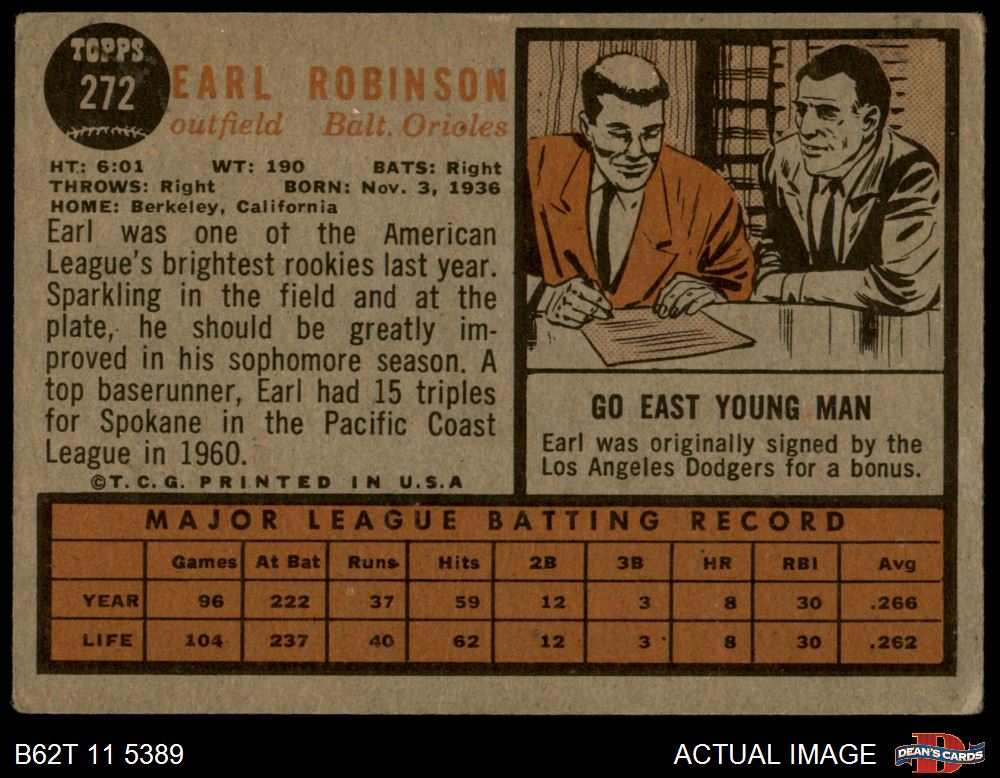 TOPPS
272
EARL ROBINSON
outfield Balt. Orioles
HT: 6:01 WT: 190 BATS: Right
THROWS: Right BORN: Nov. 3, 1936
HOME: Berkeley, California
Earl was one of the American
League's brightest rookies last year.
Sparkling in the field and at the
plate, he should be greatly im-
proved in his sophomore season. A
top baserunner, Earl had 15 triples
for Spokane in the Pacific Coast
League in 1960.
©T.C.G. PRINTED IN U.S.A
GO EAST YOUNG MAN
Earl was originally signed by the
Los Angeles Dodgers for a bonus.
MAJOR LEAGUE BATTING RECORD
Games At Bat Runs Hits 2B 3B HR RBI Avg
YEAR 96 222 37 59 12 3 8 30 .266
LIFE 104 237 40 62 12 3 8 30 .262
B62T 11 5389
ACTUAL IMAGE
DEAN'S CARDS